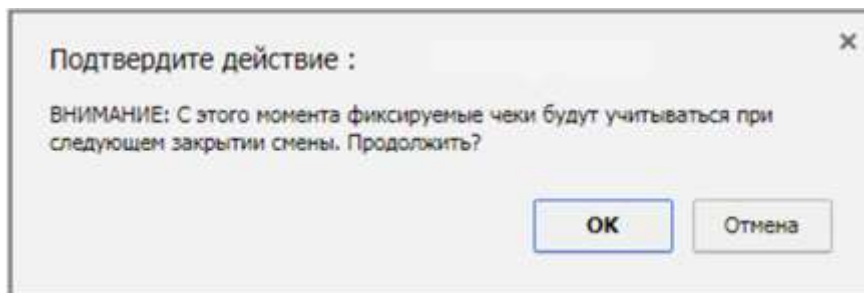 Подтвердите действие :
ВНИМАНИЕ: С этого момента фиксируемые чеки будут учитываться при
следующем закрытии смены. Продолжить?
OK
Отмена